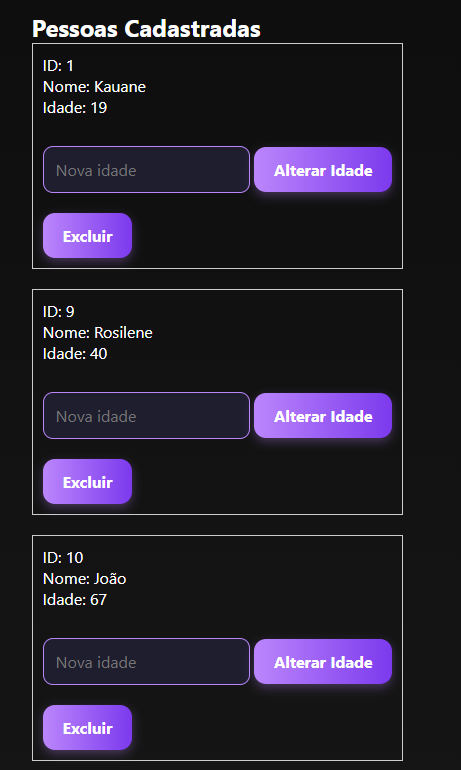 Pessoas Cadastradas
ID: 1
Nome: Kauane
Idade: 19
Nova idade Alterar Idade
Excluir
ID: 9
Nome: Rosilene
Idade: 40
Nova idade Alterar Idade
Excluir
ID: 10
Nome: João
Idade: 67
Nova idade Alterar Idade
Excluir